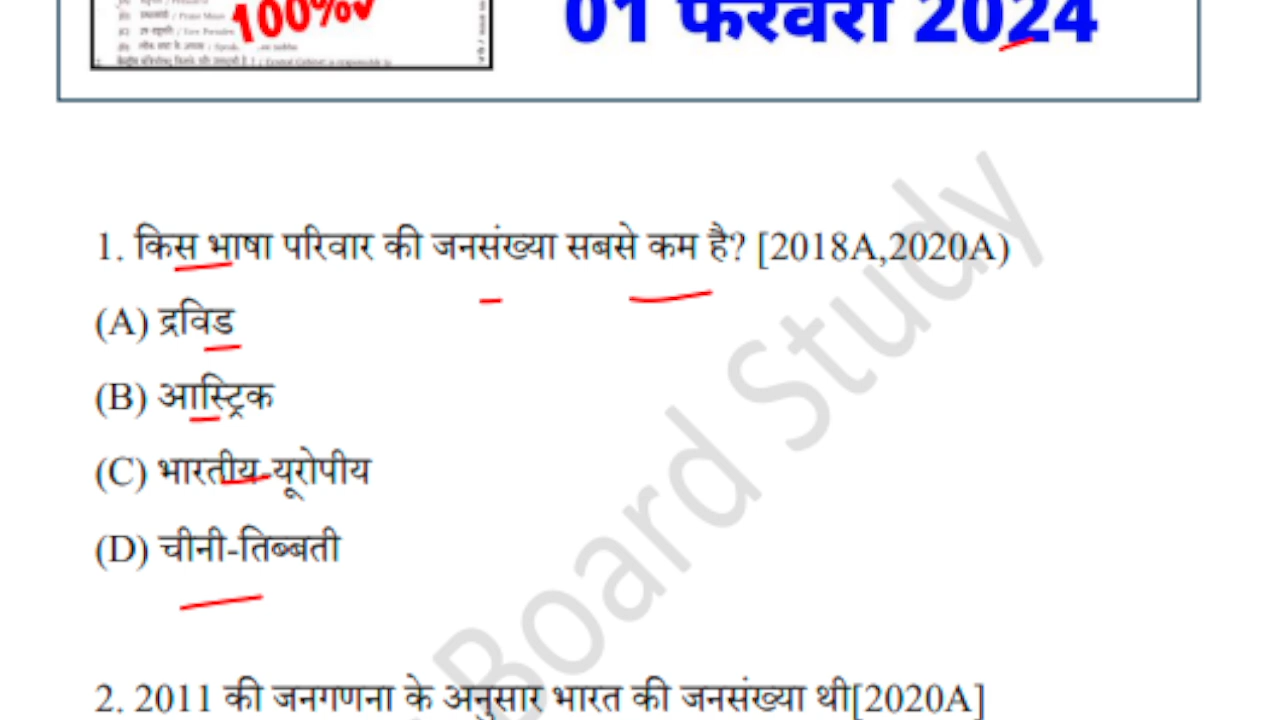 100%
01 फरवरी 2024
1. किस भाषा परिवार की जनसंख्या सबसे कम है? [2018A,2020A)
(A) द्रविड
(B) आस्ट्रिक
(C) भारतीय-यूरोपीय
(D) चीनी-तिब्बती
Board Study
2. 2011 की जनगणना के अनुसार भारत की जनसंख्या थी[2020A]